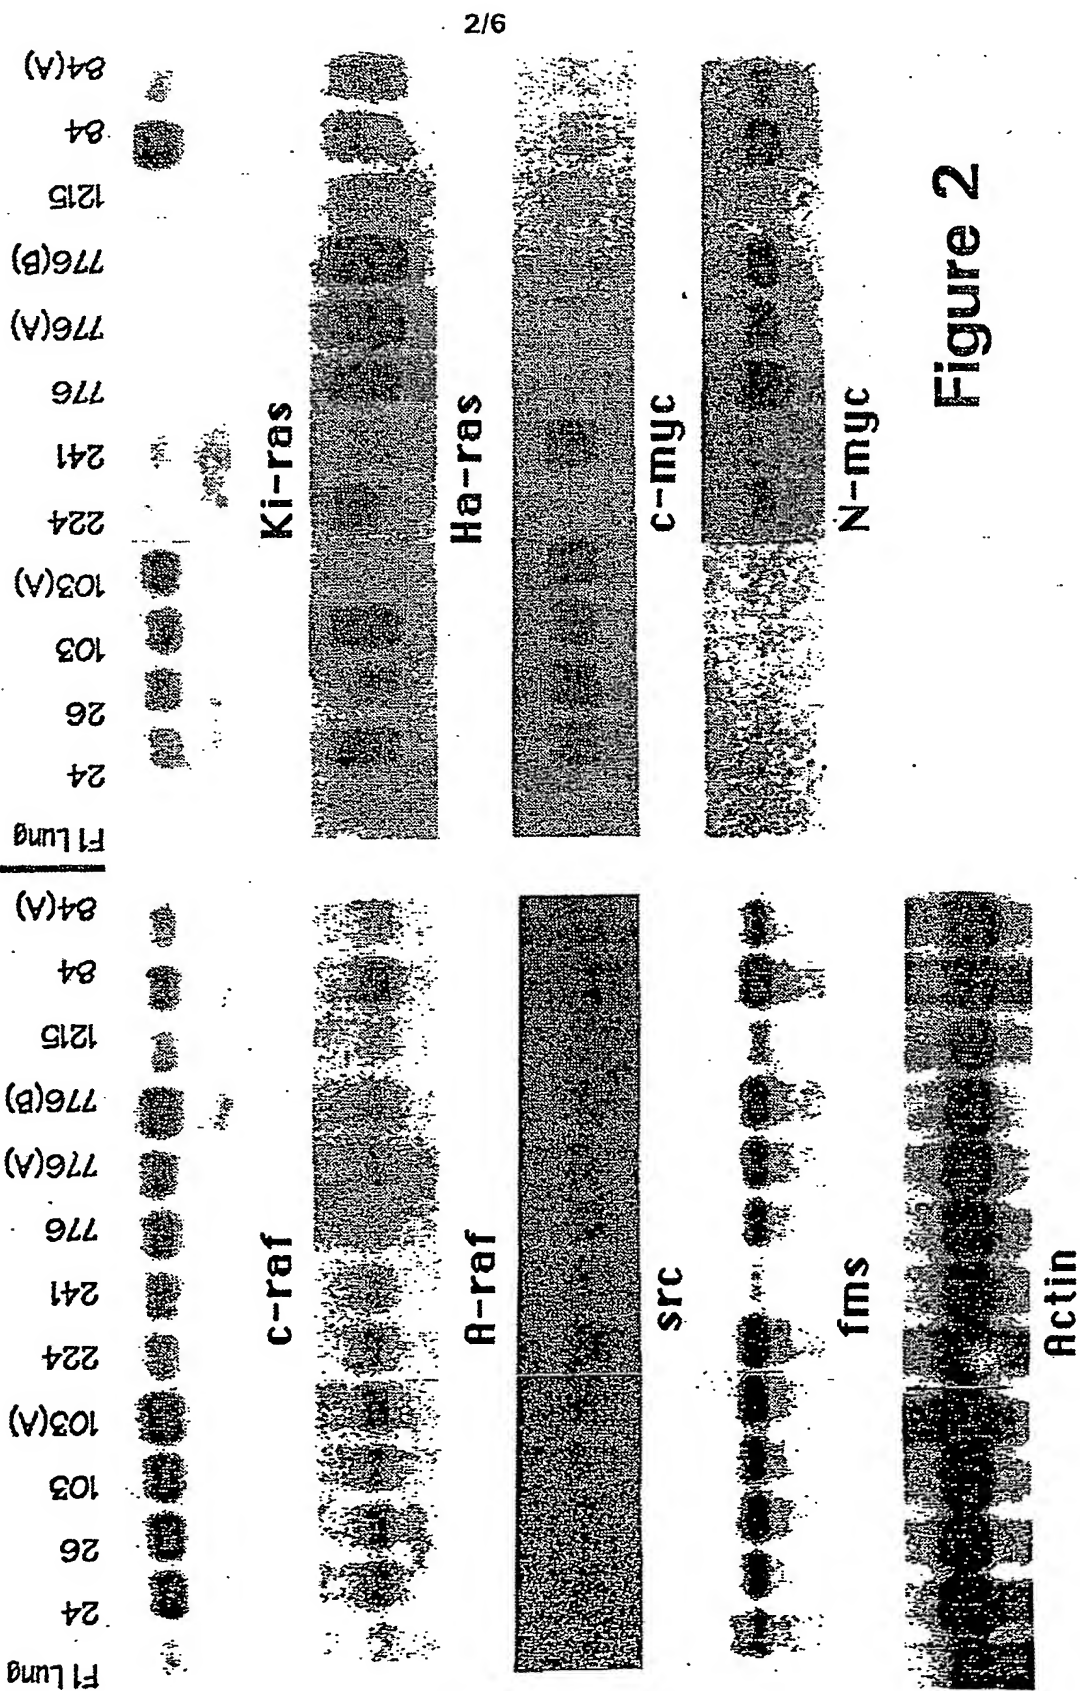 2/6
F1 Lung
24
26
103
103(A)
224
241
776
776(A)
776(B)
1215
84
84(A)
F1 Lung
24
26
103
103(A)
224
241
776
776(A)
776(B)
1215
84
84(A)
c-raf
Ki-ras
A-raf
Ha-ras
src
c-myc
fms
N-myc
Actin
Figure 2